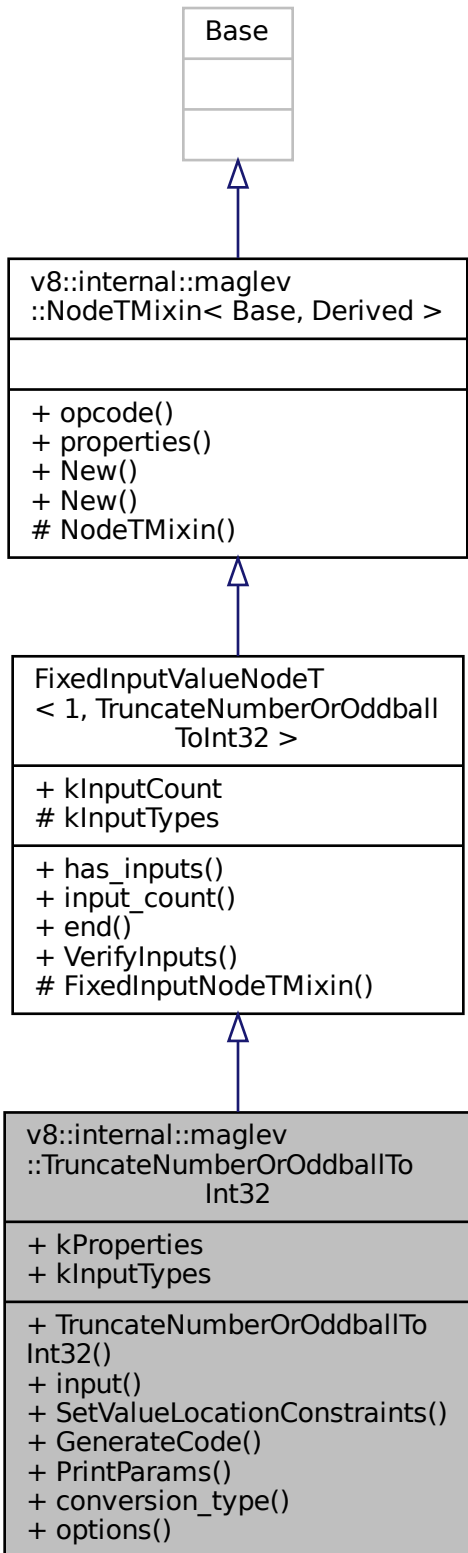 Base
v8::internal::maglev
::NodeTMixin< Base, Derived >
+ opcode()
+ properties()
+ New()
+ New()
# NodeTMixin()
FixedInputValueNodeT
< 1, TruncateNumberOrOddball
ToInt32 >
+ kInputCount
# kInputTypes
+ has_inputs()
+ input_count()
+ end()
+ VerifyInputs()
# FixedInputNodeTMixin()
v8::internal::maglev
::TruncateNumberOrOddballTo
Int32
+ kProperties
+ kInputTypes
+ TruncateNumberOrOddballTo
Int32()
+ input()
+ SetValueLocationConstraints()
+ GenerateCode()
+ PrintParams()
+ conversion_type()
+ options()